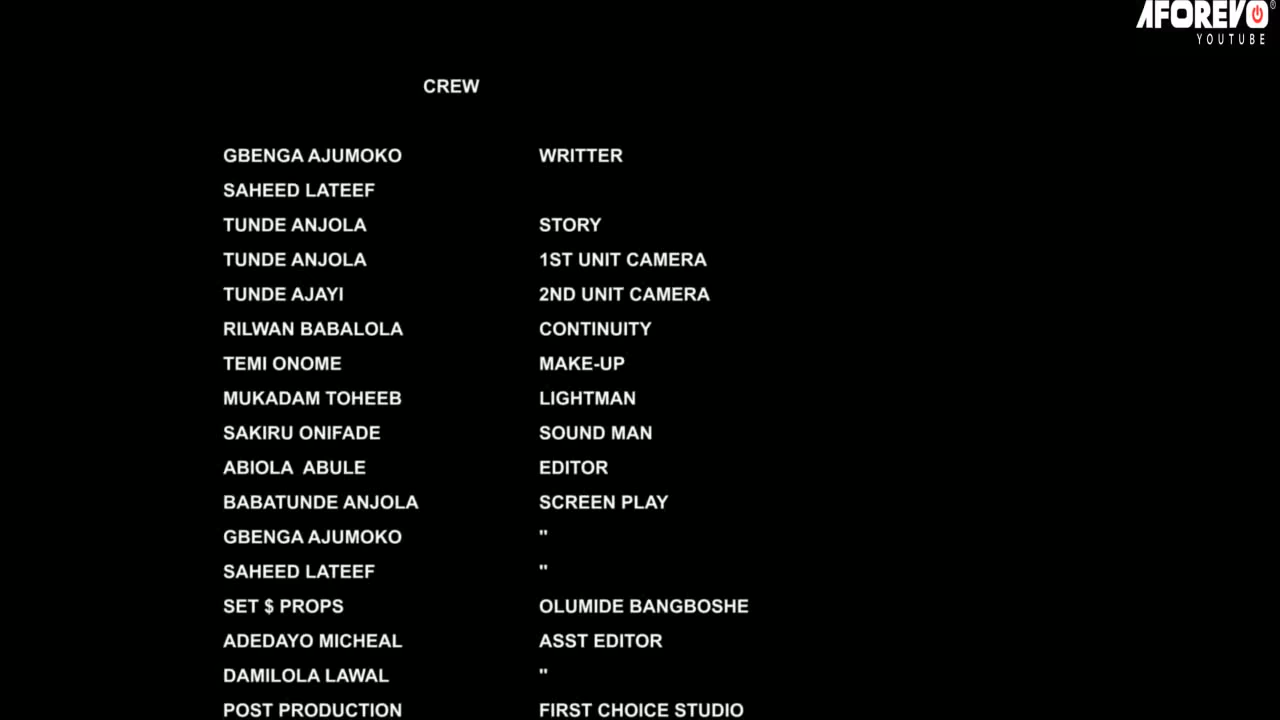 AFOREVO®
YOUTUBE
CREW
GBENGA AJUMOKO WRITTER
SAHEED LATEEF
TUNDE ANJOLA STORY
TUNDE ANJOLA 1ST UNIT CAMERA
TUNDE AJAYI 2ND UNIT CAMERA
RILWAN BABALOLA CONTINUITY
TEMI ONOME MAKE-UP
MUKADAM TOHEEB LIGHTMAN
SAKIRU ONIFADE SOUND MAN
ABIOLA ABULE EDITOR
BABATUNDE ANJOLA SCREEN PLAY
GBENGA AJUMOKO "
SAHEED LATEEF "
SET $ PROPS OLUMIDE BANGBOSHE
ADEDAYO MICHEAL ASST EDITOR
DAMILOLA LAWAL "
POST PRODUCTION FIRST CHOICE STUDIO